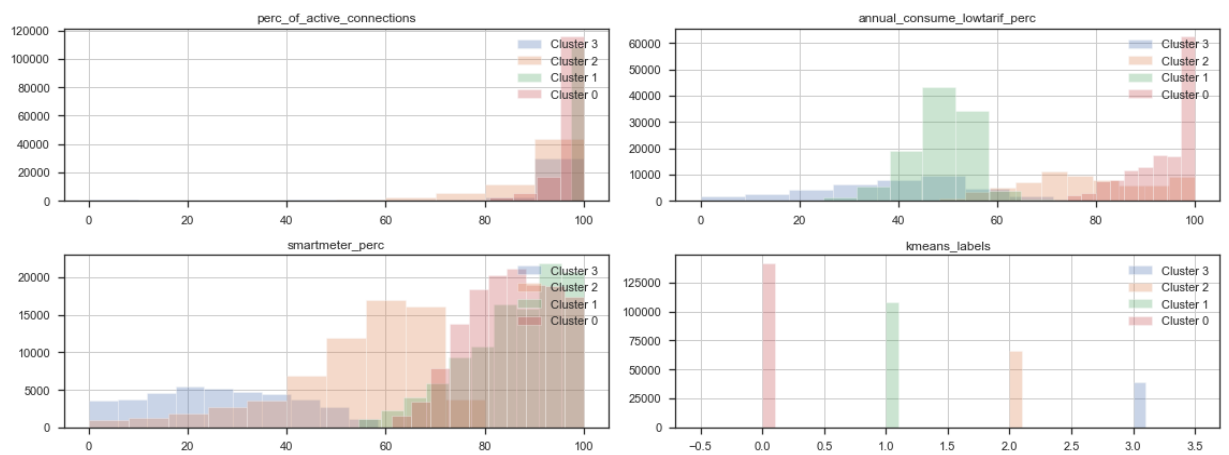 perc_of_active_connections
120000
100000
80000
60000
40000
20000
0
0 20 40 60 80 100
Cluster 3
Cluster 2
Cluster 1
Cluster 0
annual_consume_lowtarif_perc
60000
50000
40000
30000
20000
10000
0
0 20 40 60 80 100
Cluster 3
Cluster 2
Cluster 1
Cluster 0
smartmeter_perc
20000
15000
10000
5000
0
0 20 40 60 80 100
Cluster 3
Cluster 2
Cluster 1
Cluster 0
kmeans_labels
125000
100000
75000
50000
25000
0
-0.5 0.0 0.5 1.0 1.5 2.0 2.5 3.0 3.5
Cluster 3
Cluster 2
Cluster 1
Cluster 0